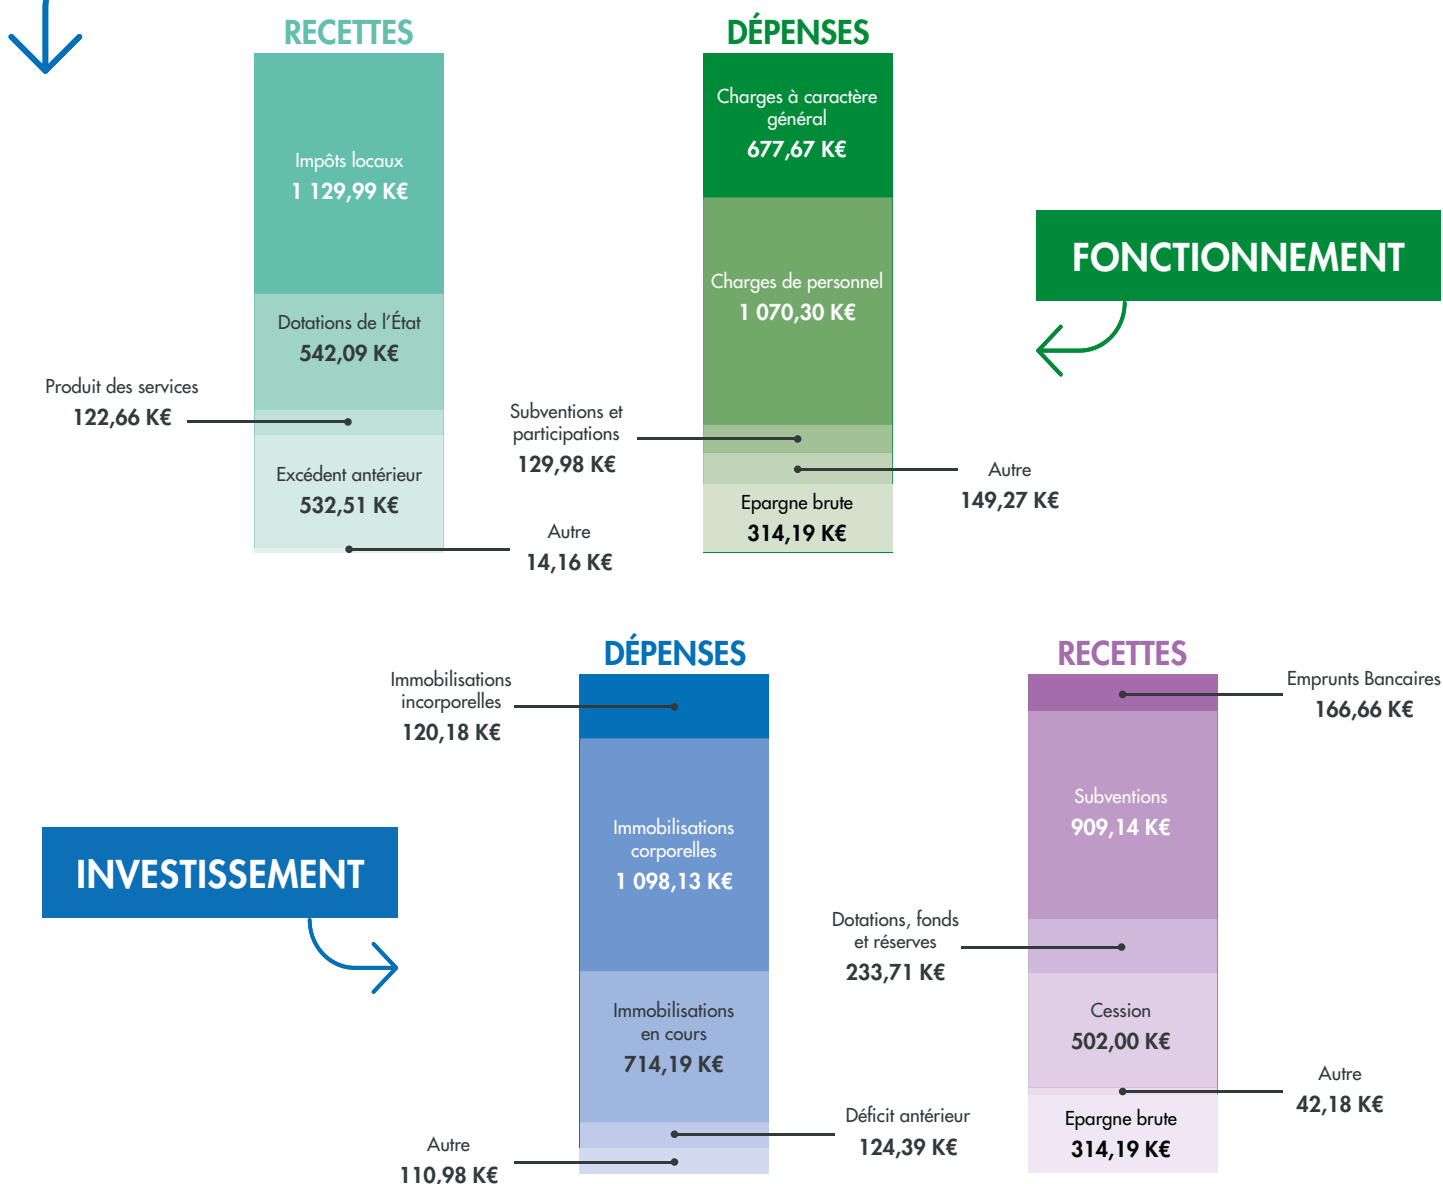 RECETTES
Impôts locaux
1 129,99 K€
Dotations de l’État
542,09 K€
Produit des services
122,66 K€
Excédent antérieur
532,51 K€
Autre
14,16 K€
DÉPENSES
Charges à caractère
général
677,67 K€
Charges de personnel
1 070,30 K€
Subventions et
participations
129,98 K€
Autre
149,27 K€
Epargne brute
314,19 K€
FONCTIONNEMENT
INVESTISSEMENT
DÉPENSES
Immobilisations
incorporelles
120,18 K€
Immobilisations
corporelles
1 098,13 K€
Immobilisations
en cours
714,19 K€
Déficit antérieur
124,39 K€
Autre
110,98 K€
RECETTES
Emprunts Bancaires
166,66 K€
Subventions
909,14 K€
Dotations, fonds
et réserves
233,71 K€
Cession
502,00 K€
Autre
42,18 K€
Epargne brute
314,19 K€